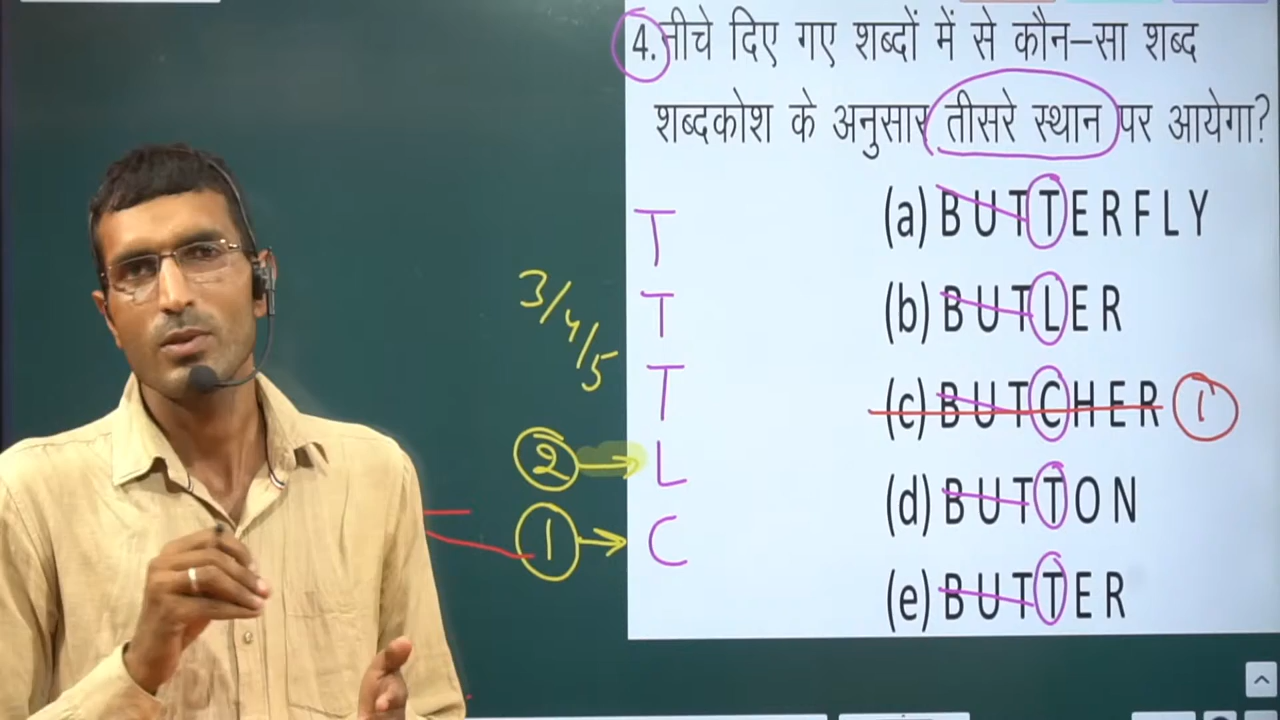 4. नीचे दिए गए शब्दों में से कौन–सा शब्द
शब्दकोश के अनुसार तीसरे स्थान पर आयेगा?
(a) BUTTERFLY
(b) BUTLER
(c) BUTCHER 1
(d) BUTTON
(e) BUTTER
T
T
T
L
C
3/4/5
2
1